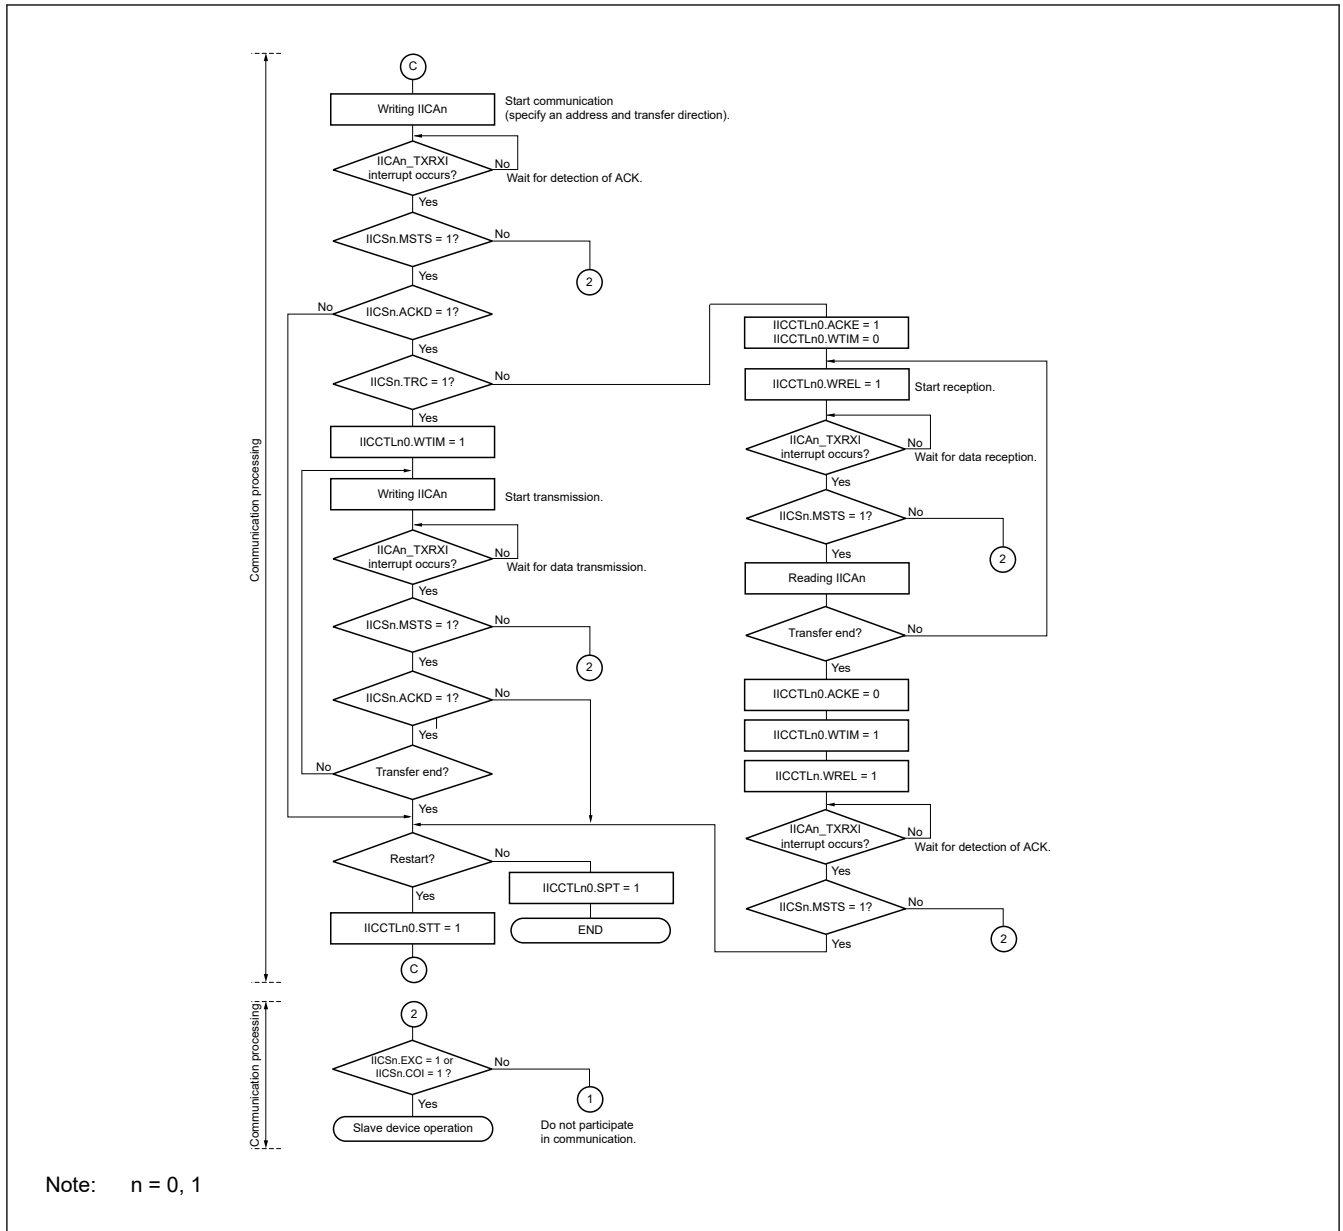 C
Writing IICAn
Start communication
(specify an address and transfer direction).
IICAn_TXRXI
interrupt occurs?
No
Wait for detection of ACK.
Yes
IICSn.MSTS = 1?
No
2
Yes
IICSn.ACKD = 1?
No
Yes
IICSn.TRC = 1?
No
Yes
IICCTLn0.WTIM = 1
Writing IICAn
Start transmission.
IICAn_TXRXI
interrupt occurs?
No
Wait for data transmission.
Yes
IICSn.MSTS = 1?
No
2
Yes
IICSn.ACKD = 1?
No
Yes
Transfer end?
No
Yes
Restart?
No
Yes
IICCTLn0.SPT = 1
END
IICCTLn0.STT = 1
C
Communication processing
IICCTLn0.ACKE = 1
IICCTLn0.WTIM = 0
IICCTLn0.WREL = 1
Start reception.
IICAn_TXRXI
interrupt occurs?
No
Wait for data reception.
Yes
IICSn.MSTS = 1?
No
2
Yes
Reading IICAn
Transfer end?
No
Yes
IICCTLn0.ACKE = 0
IICCTLn0.WTIM = 1
IICCTLn.WREL = 1
IICAn_TXRXI
interrupt occurs?
No
Wait for detection of ACK.
Yes
IICSn.MSTS = 1?
No
2
Yes
Communication processing
2
IICSn.EXC = 1 or
IICSn.COI = 1 ?
No
1
Yes
Do not participate
in communication.
Slave device operation
Note: n = 0, 1